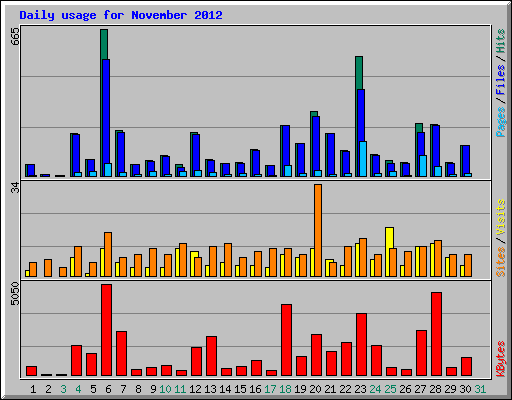 Daily usage for November 2012
665
Pages / Files / Hits
34
Sites / Visits
5050
KBytes
1 2 3 4 5 6 7 8 9 10 11 12 13 14 15 16 17 18 19 20 21 22 23 24 25 26 27 28 29 30 31